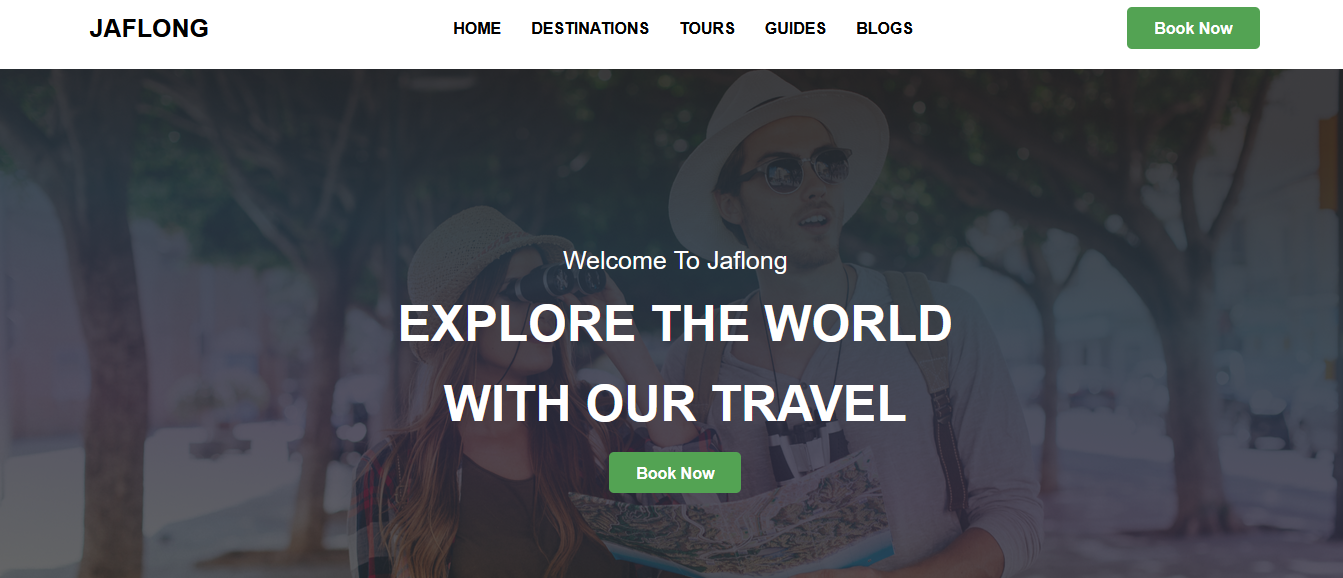 JAFLONG
HOME DESTINATIONS TOURS GUIDES BLOGS
Book Now
Welcome To Jaflong
EXPLORE THE WORLD
WITH OUR TRAVEL
Book Now